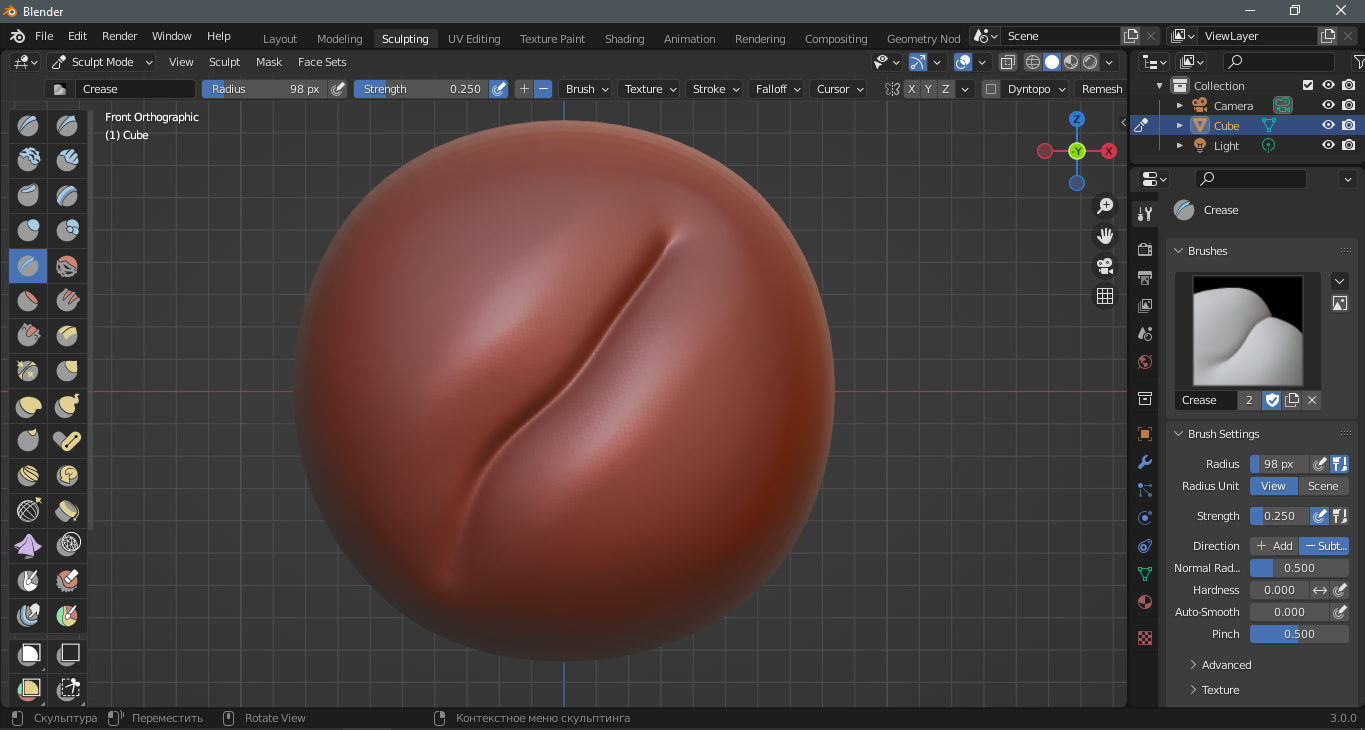 Blender
File Edit Render Window Help Layout Modeling Sculpting UV Editing Texture Paint Shading Animation Rendering Compositing Geometry Nod Scene ViewLayer
Sculpt Mode View Sculpt Mask Face Sets
Crease Radius 98 px Strength 0.250 Brush Texture Stroke Falloff Cursor X Y Z Dyntopo Remesh
Front Orthographic
(1) Cube
Z
-Y X
Collection
Camera
Cube
Light
Crease
Brushes
Crease 2
Brush Settings
Radius 98 px
Radius Unit View Scene
Strength 0.250
Direction + Add − Subt...
Normal Rad... 0.500
Hardness 0.000
Auto-Smooth 0.000
Pinch 0.500
Advanced
Texture
Скульптура Переместить Rotate View Контекстное меню скульптинга 3.0.0